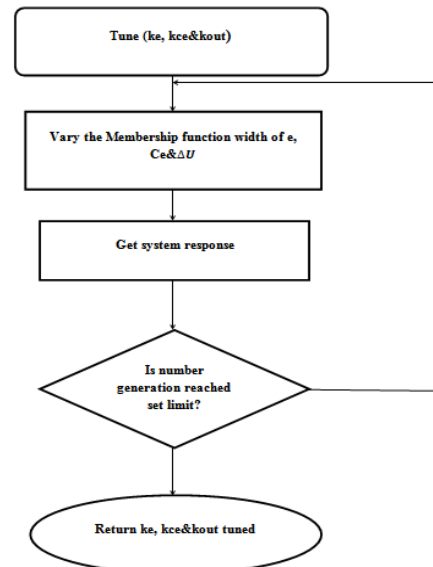 Tune (ke, kce&kout)
Vary the Membership function width of e,
Ce&ΔU
Get system response
Is number
generation reached
set limit?
Return ke, kce&kout tuned